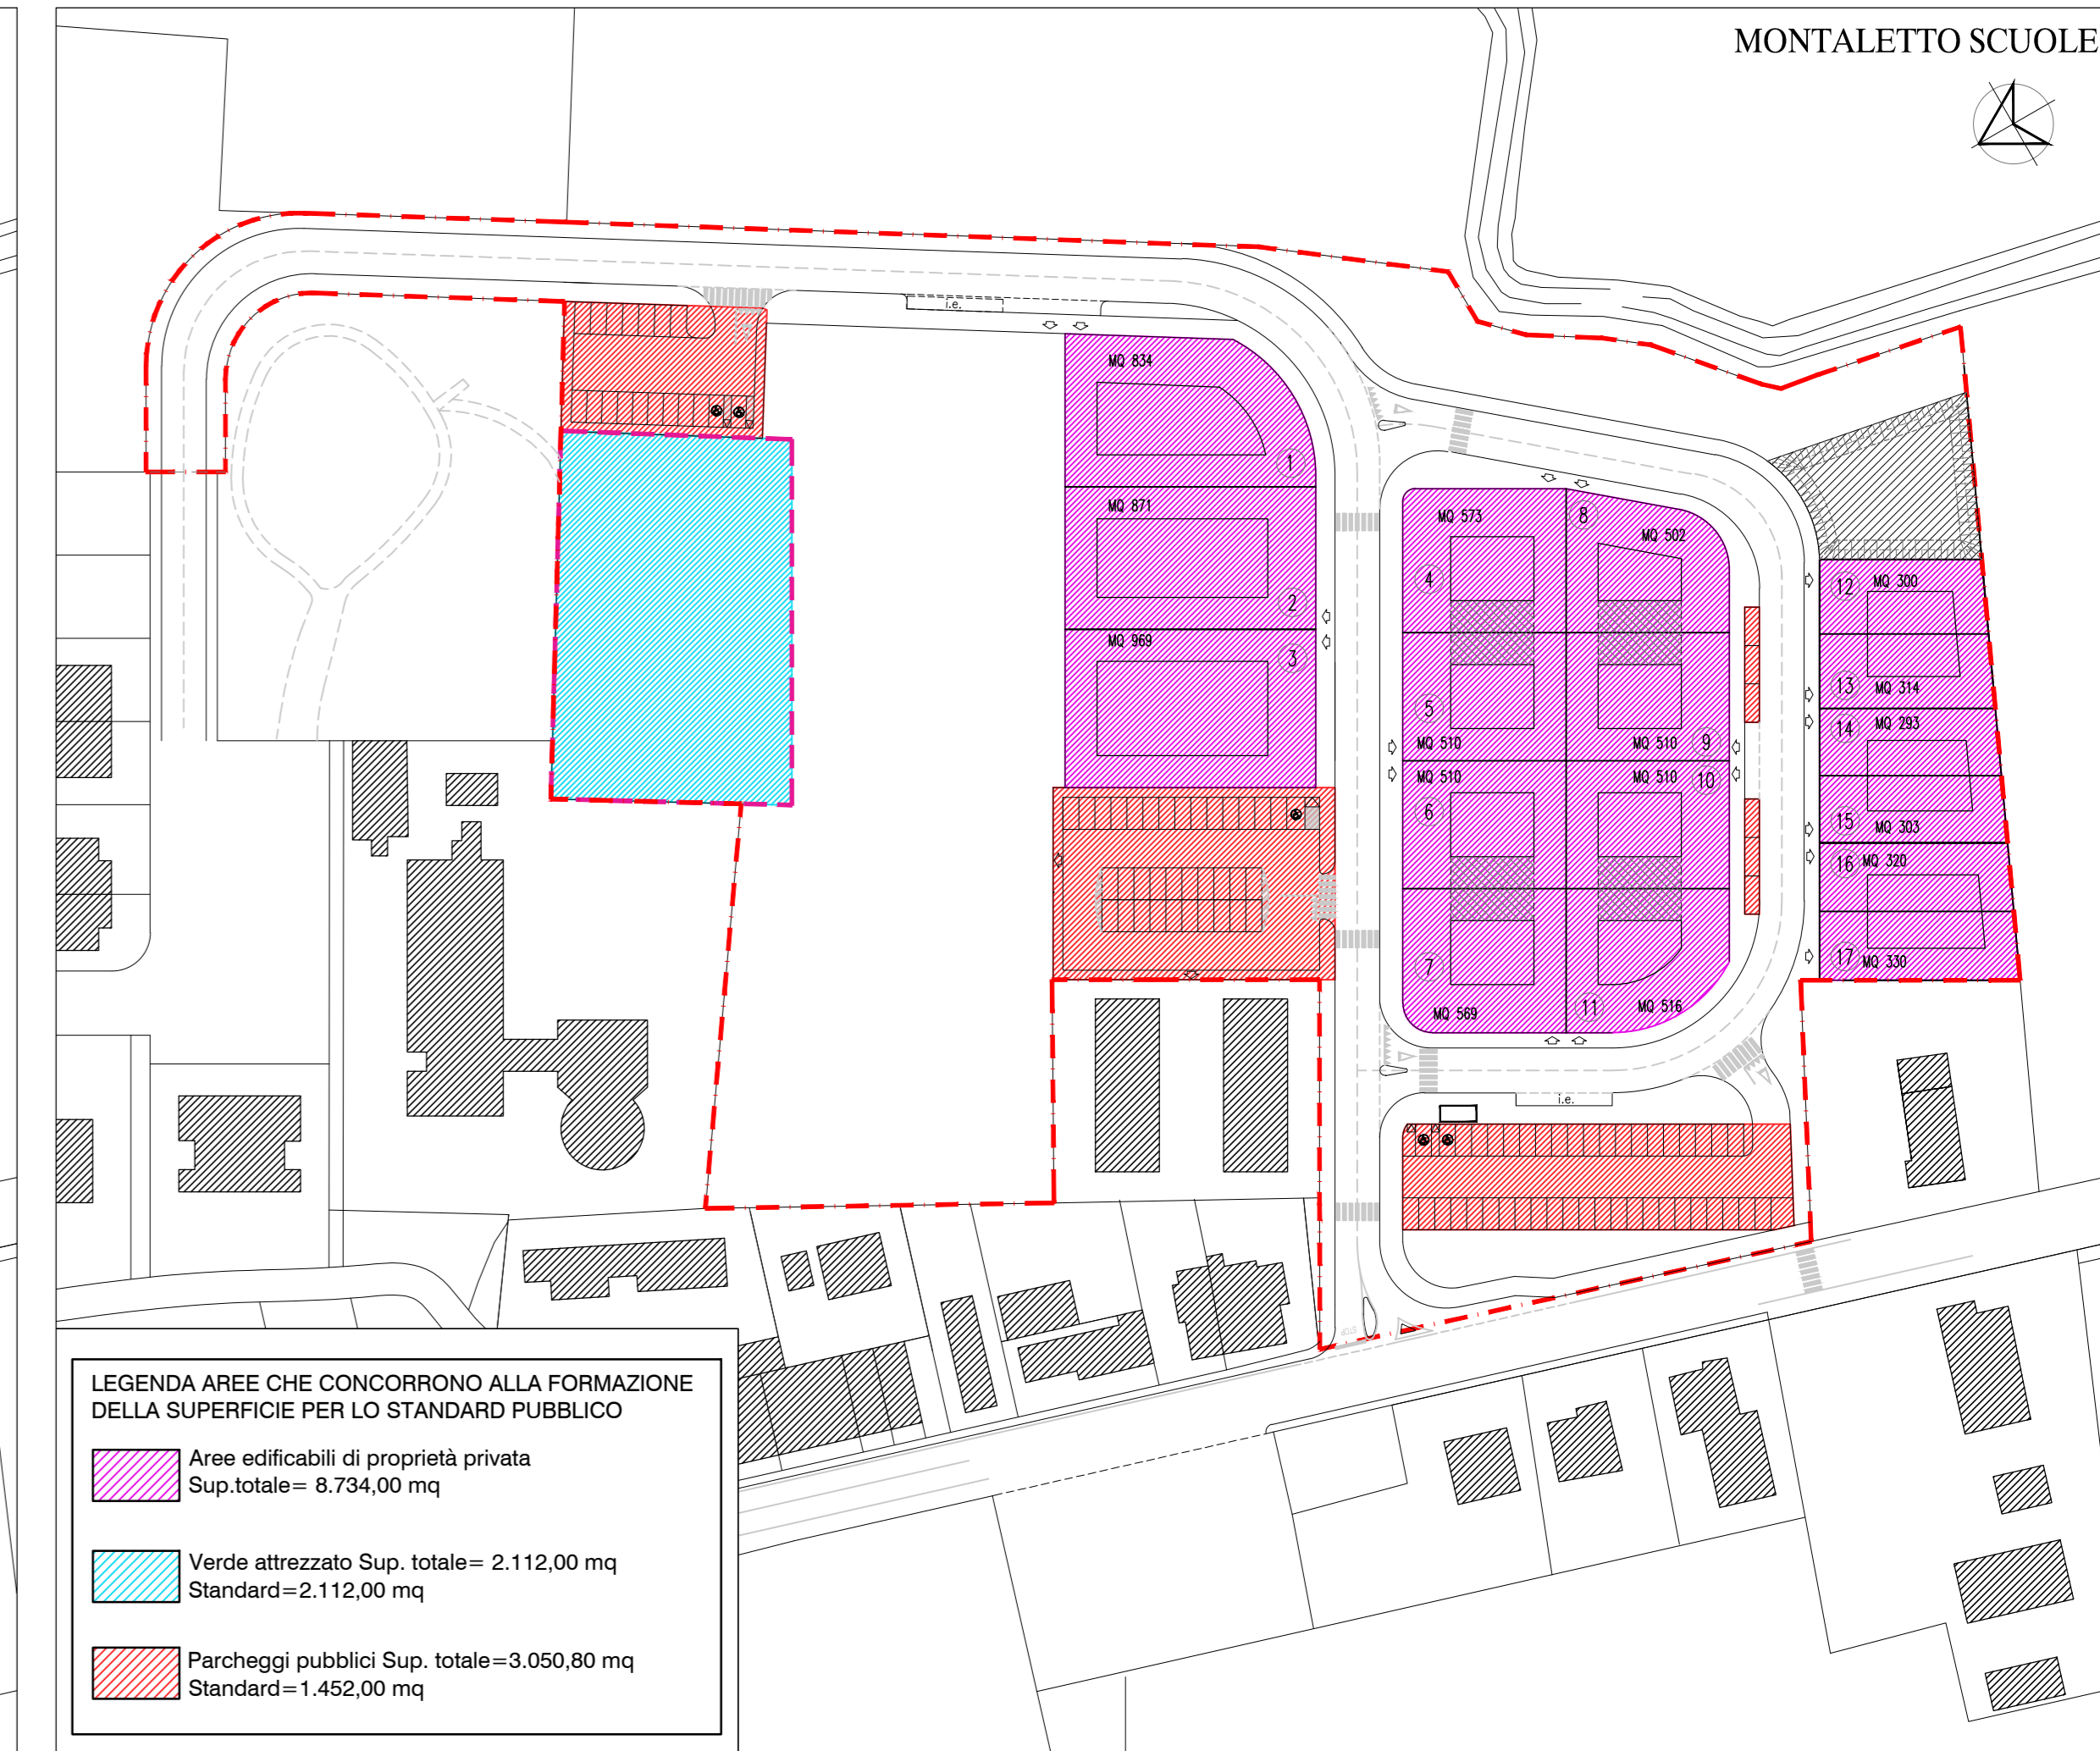 MONTALETTO SCUOLE
i.e.
MQ 834
1
MQ 871
2
MQ 969
3
MQ 573
4
8
MQ 502
5
MQ 510
MQ 510
9
MQ 510
6
MQ 510
10
7
MQ 569
11
MQ 516
12
MQ 300
13
MQ 314
14
MQ 293
15
MQ 303
16
MQ 320
17
MQ 330
i.e.
STOP
LEGENDA AREE CHE CONCORRONO ALLA FORMAZIONE
DELLA SUPERFICIE PER LO STANDARD PUBBLICO
Aree edificabili di proprietà privata
Sup.totale= 8.734,00 mq
Verde attrezzato Sup. totale= 2.112,00 mq
Standard=2.112,00 mq
Parcheggi pubblici Sup. totale=3.050,80 mq
Standard=1.452,00 mq